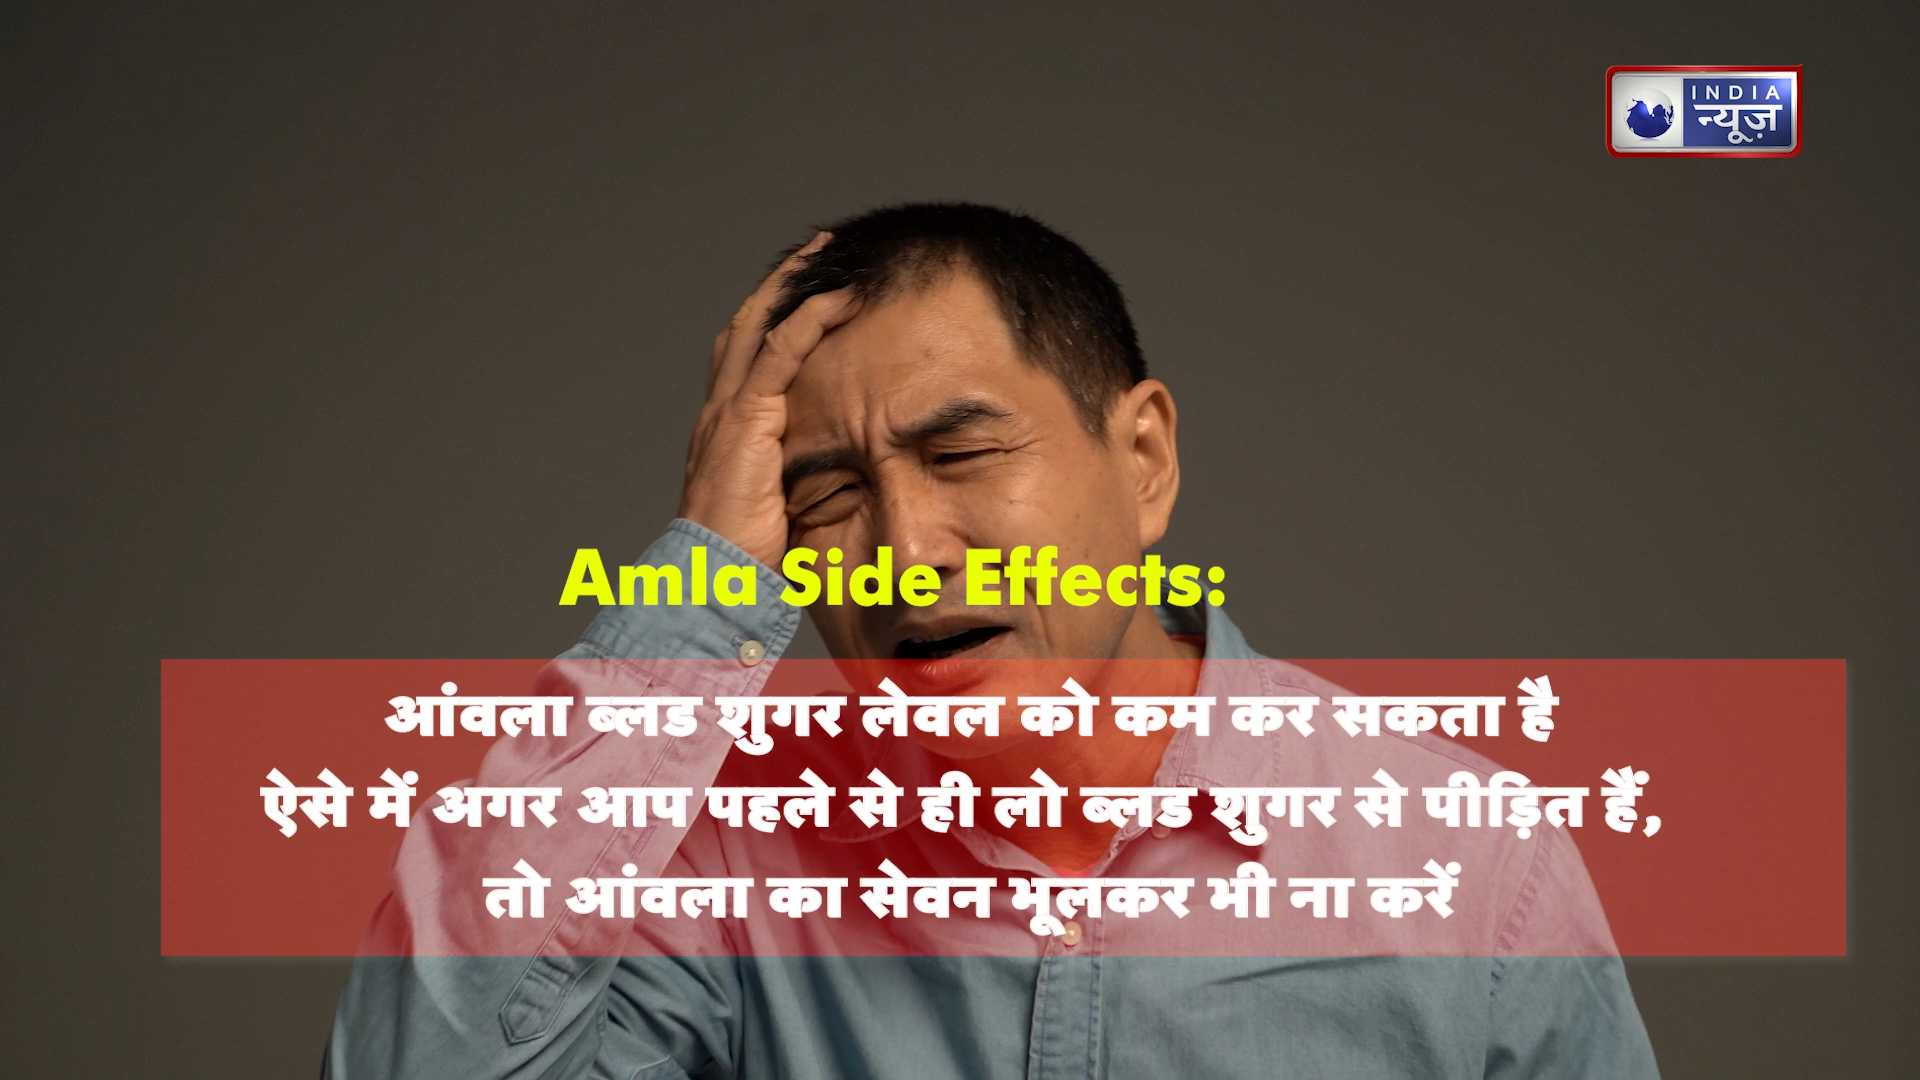 INDIA
न्यूज़
Amla Side Effects:
आंवला ब्लड शुगर लेवल को कम कर सकता है
ऐसे में अगर आप पहले से ही लो ब्लड शुगर से पीड़ित हैं,
तो आंवला का सेवन भूलकर भी ना करें